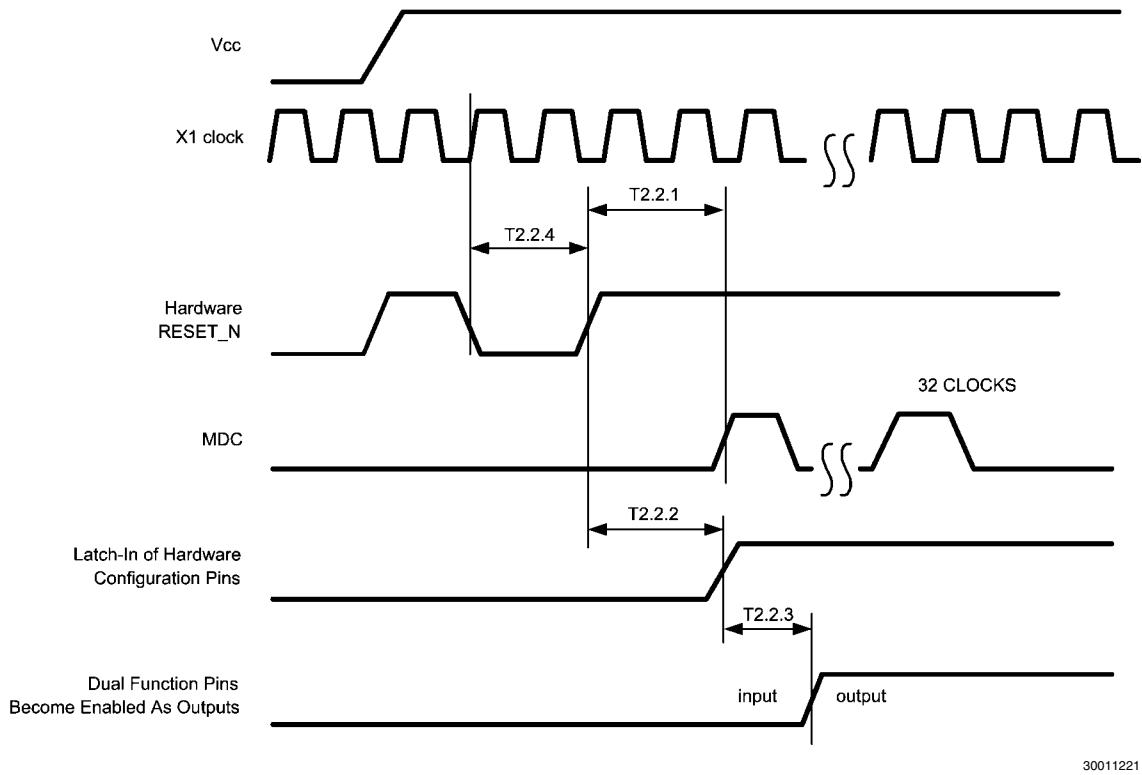 Vcc
X1 clock
T2.2.1
T2.2.4
Hardware
RESET_N
32 CLOCKS
MDC
T2.2.2
Latch-In of Hardware
Configuration Pins
T2.2.3
Dual Function Pins
Become Enabled As Outputs
input
output
30011221